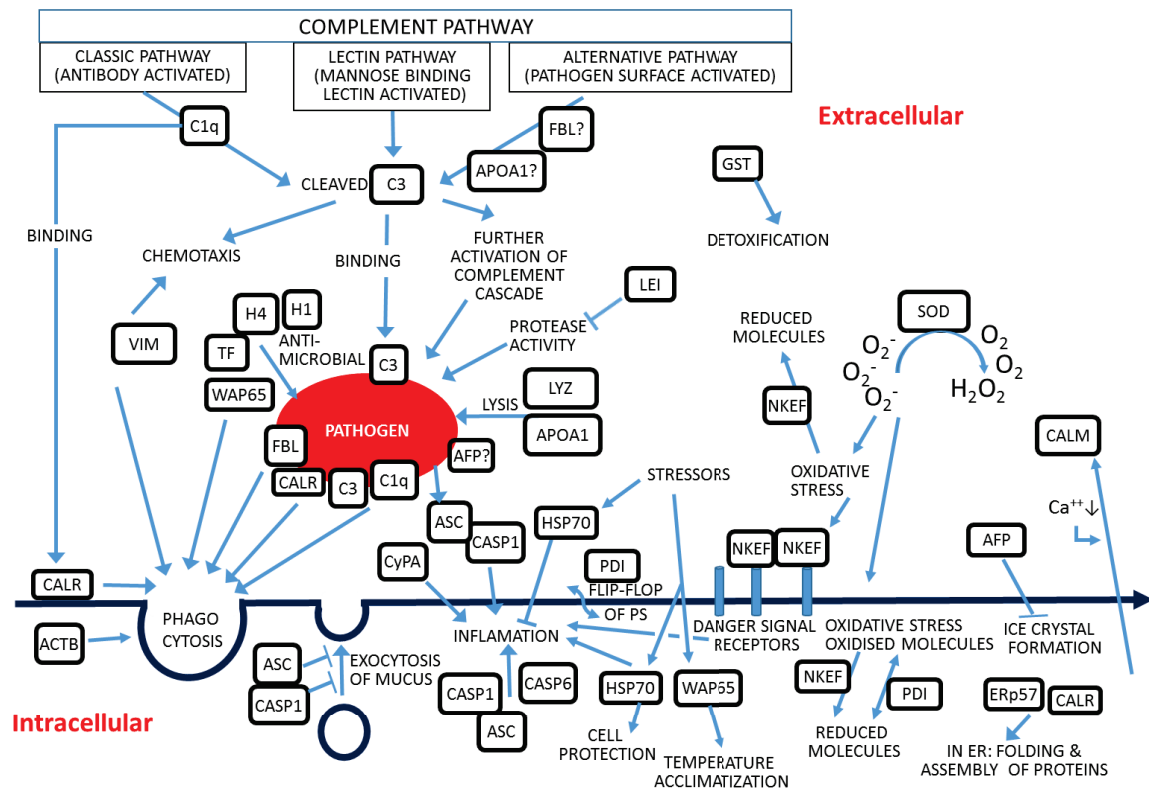 COMPLEMENT PATHWAY
CLASSIC PATHWAY
(ANTIBODY ACTIVATED)
LECTIN PATHWAY
(MANNOSE BINDING
LECTIN ACTIVATED)
ALTERNATIVE PATHWAY
(PATHOGEN SURFACE ACTIVATED)
Extracellular
C1q
FBL?
APOA1?
GST
CLEAVED
C3
BINDING
CHEMOTAXIS
BINDING
FURTHER
ACTIVATION OF
COMPLEMENT
CASCADE
DETOXIFICATION
LEI
H4
H1
ANTI-
MICROBIAL
VIM
TF
WAP65
C3
PROTEASE
ACTIVITY
REDUCED
MOLECULES
SOD
O2-
O2-
O2-
O2
O2
H2O2
LYZ
LYSIS
APOA1
NKEF
PATHOGEN
FBL
CALR
C3
C1q
AFP?
CALM
STRESSORS
OXIDATIVE
STRESS
ASC
CASP1
HSP70
Ca++↓
CyPA
PDI
NKEF
NKEF
AFP
CALR
FLIP-FLOP
OF PS
PHAGO
CYTOSIS
ACTB
INFLAMATION
DANGER SIGNAL
RECEPTORS
OXIDATIVE STRESS
OXIDISED MOLECULES
ICE CRYSTAL
FORMATION
ASC
CASP1
EXOCYTOSIS
OF MUCUS
CASP1
CASP6
ASC
HSP70
WAP65
NKEF
PDI
ERp57
CALR
Intracellular
CELL
PROTECTION
TEMPERATURE
ACCLIMATIZATION
REDUCED
MOLECULES
IN ER: FOLDING &
ASSEMBLY OF PROTEINS